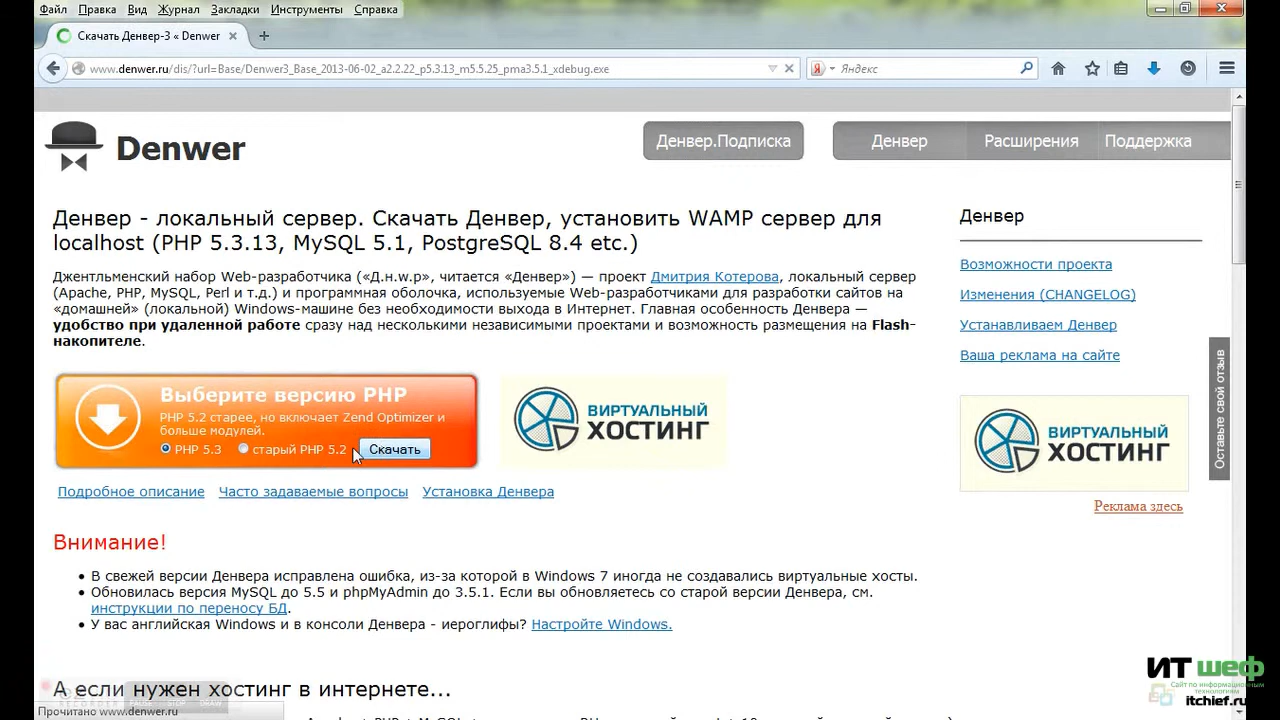 Файл Правка Вид Журнал Закладки Инструменты Справка
Скачать Денвер-3 « Denwer
www.denwer.ru/dis/?url=Base/Denwer3_Base_2013-06-02_a2.2.22_p5.3.13_m5.5.25_pma3.5.1_xdebug.exe
Яндекс
Denwer
Денвер.Подписка
Денвер Расширения Поддержка
Денвер - локальный сервер. Скачать Денвер, установить WAMP сервер для
localhost (PHP 5.3.13, MySQL 5.1, PostgreSQL 8.4 etc.)
Джентльменский набор Web-разработчика («Д.н.w.р», читается «Денвер») — проект Дмитрия Котерова, локальный сервер
(Apache, PHP, MySQL, Perl и т.д.) и программная оболочка, используемые Web-разработчиками для разработки сайтов на
«домашней» (локальной) Windows-машине без необходимости выхода в Интернет. Главная особенность Денвера —
удобство при удаленной работе сразу над несколькими независимыми проектами и возможность размещения на Flash-
накопителе.
Выберите версию PHP
PHP 5.2 старее, но включает Zend Optimizer и
больше модулей.
PHP 5.3 старый PHP 5.2 Скачать
ВИРТУАЛЬНЫЙ
ХОСТИНГ
Подробное описание Часто задаваемые вопросы Установка Денвера
Внимание!
• В свежей версии Денвера исправлена ошибка, из-за которой в Windows 7 иногда не создавались виртуальные хосты.
• Обновилась версия MySQL до 5.5 и phpMyAdmin до 3.5.1. Если вы обновляетесь со старой версии Денвера, см.
инструкции по переносу БД.
• У вас английская Windows и в консоли Денвера - иероглифы? Настройте Windows.
А если нужен хостинг в интернете...
Денвер
Возможности проекта
Изменения (CHANGELOG)
Устанавливаем Денвер
Ваша реклама на сайте
ВИРТУАЛЬНЫЙ
ХОСТИНГ
Реклама здесь
Оставьте свой отзыв
Прочитано www.denwer.ru
ИТ шеф
Сайт по информационным
технологиям
itchief.ru